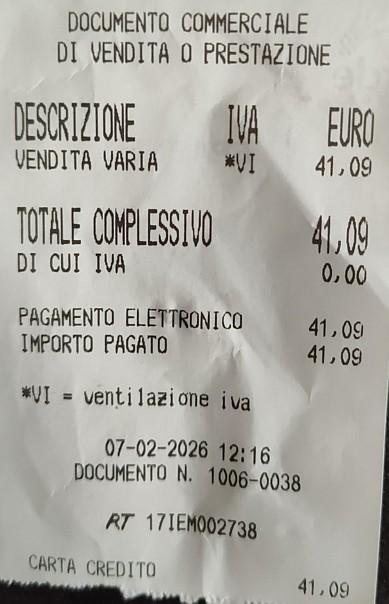 DOCUMENTO COMMERCIALE
DI VENDITA O PRESTAZIONE
DESCRIZIONE IVA EURO
VENDITA VARIA *VI 41,09
TOTALE COMPLESSIVO 41,09
DI CUI IVA 0,00
PAGAMENTO ELETTRONICO 41,09
IMPORTO PAGATO 41,09
*VI = ventilazione iva
07-02-2026 12:16
DOCUMENTO N. 1006-0038
RT 17IEM002738
CARTA CREDITO 41,09